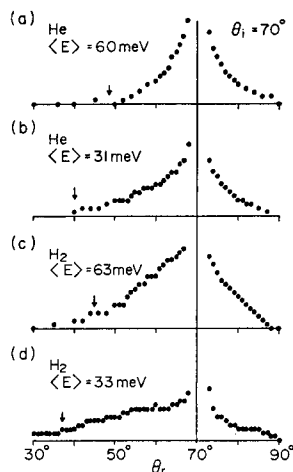 (a)
He
⟨E⟩ = 60 meV
θi = 70°
(b)
He
⟨E⟩ = 31 meV
(c)
H2
⟨E⟩ = 63 meV
(d)
H2
⟨E⟩ = 33 meV
30° 50° 70° 90°
θr